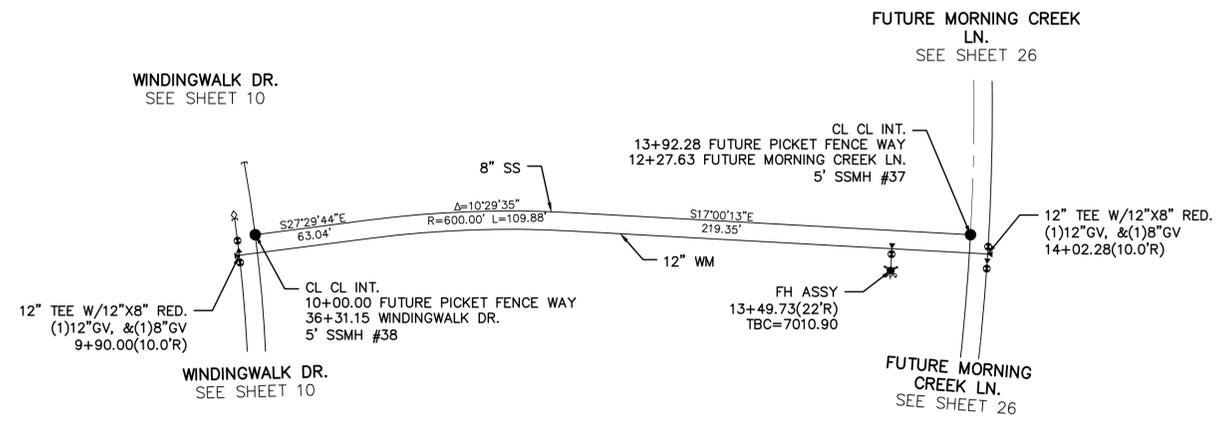 FUTURE MORNING CREEK
LN.
SEE SHEET 26
WINDINGWALK DR.
SEE SHEET 10
CL CL INT.
13+92.28 FUTURE PICKET FENCE WAY
12+27.63 FUTURE MORNING CREEK LN.
5' SSMH #37
8" SS
S27°29'44"E
63.04'
Δ=10°29'35"
R=600.00' L=109.88'
S17°00'13"E
219.35'
12" TEE W/12"X8" RED.
(1)12"GV, &(1)8"GV
14+02.28(10.0'R)
12" WM
CL CL INT.
10+00.00 FUTURE PICKET FENCE WAY
36+31.15 WINDINGWALK DR.
5' SSMH #38
FH ASSY
13+49.73(22'R)
TBC=7010.90
12" TEE W/12"X8" RED.
(1)12"GV, &(1)8"GV
9+90.00(10.0'R)
WINDINGWALK DR.
SEE SHEET 10
FUTURE MORNING
CREEK LN.
SEE SHEET 26